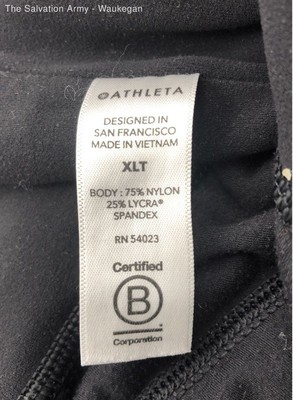 The Salvation Army - Waukegan
ATHLETA
DESIGNED IN
SAN FRANCISCO
MADE IN VIETNAM
XLT
BODY : 75% NYLON
25% LYCRA®
SPANDEX
RN 54023
Certified
B
Corporation